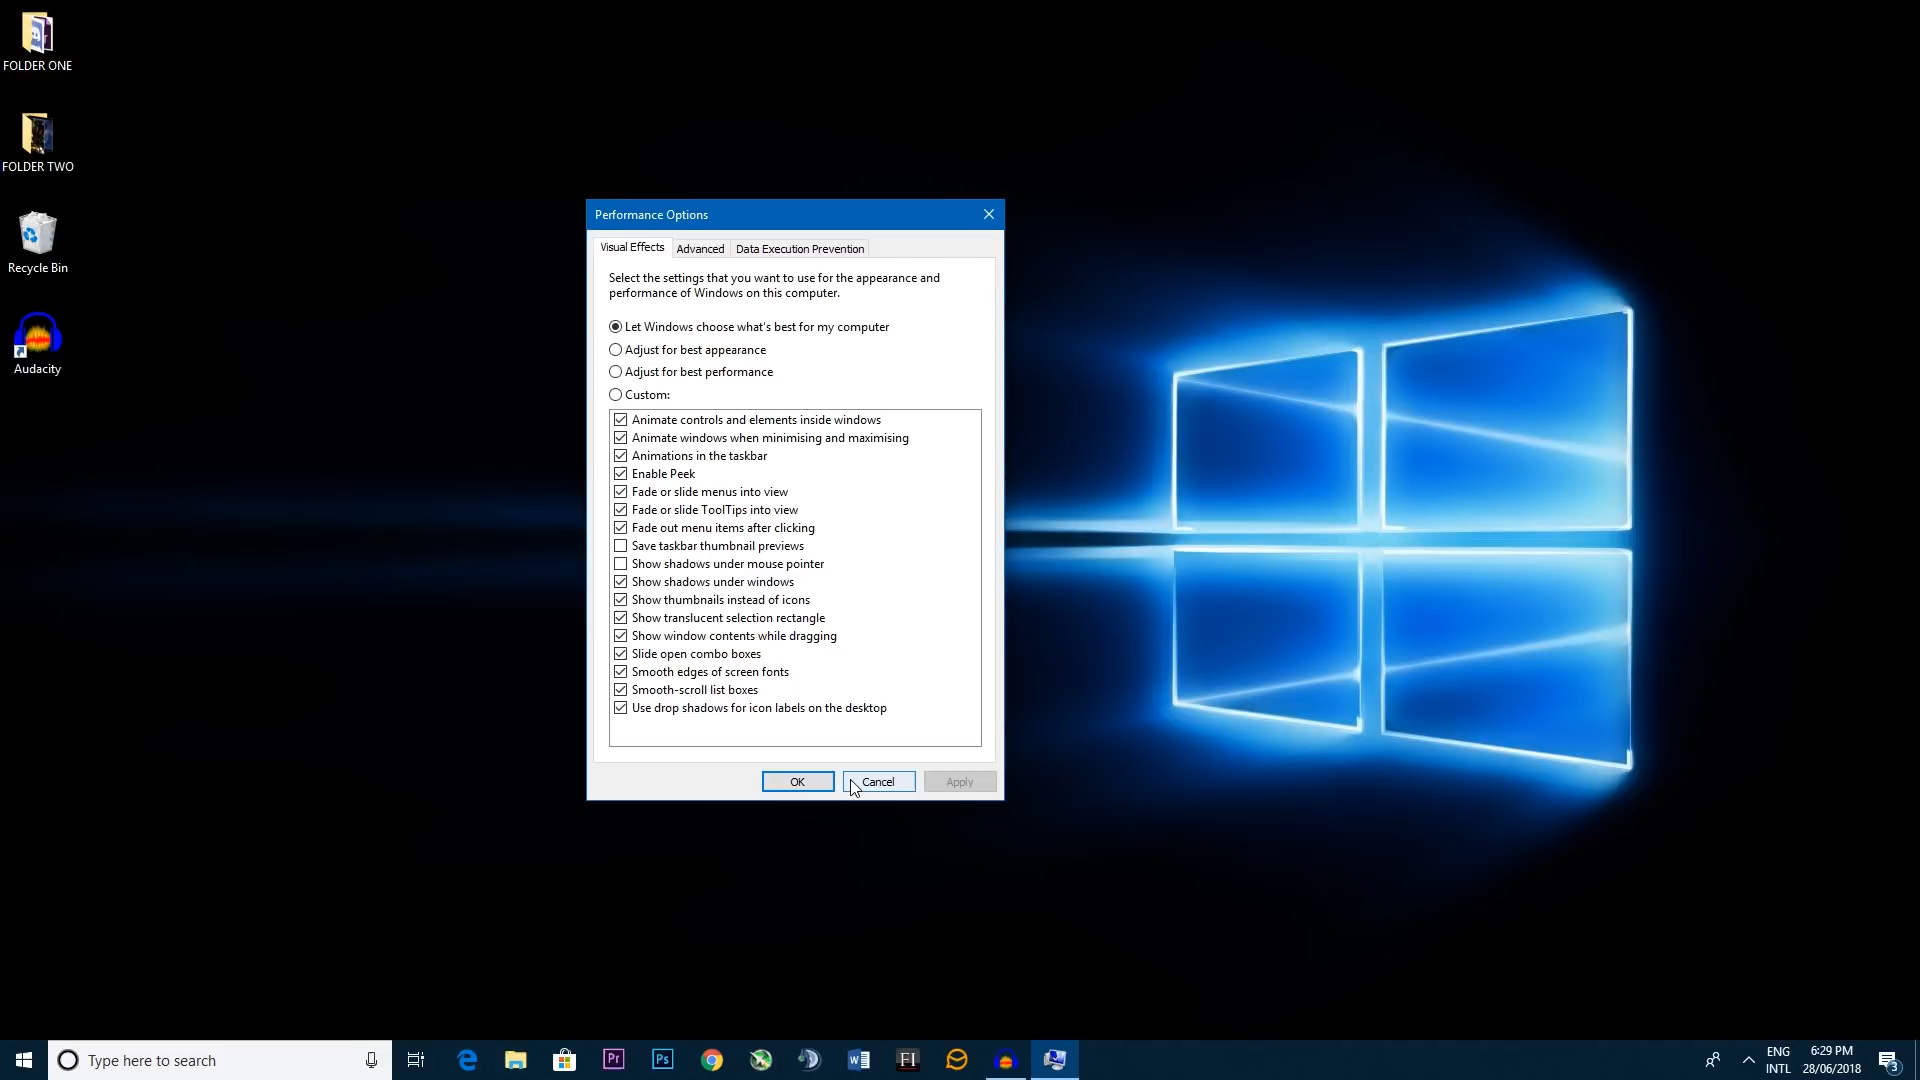 FOLDER ONE
FOLDER TWO
Recycle Bin
Audacity
Performance Options
Visual Effects
Advanced
Data Execution Prevention
Select the settings that you want to use for the appearance and
performance of Windows on this computer.
Let Windows choose what's best for my computer
Adjust for best appearance
Adjust for best performance
Custom:
Animate controls and elements inside windows
Animate windows when minimising and maximising
Animations in the taskbar
Enable Peek
Fade or slide menus into view
Fade or slide ToolTips into view
Fade out menu items after clicking
Save taskbar thumbnail previews
Show shadows under mouse pointer
Show shadows under windows
Show thumbnails instead of icons
Show translucent selection rectangle
Show window contents while dragging
Slide open combo boxes
Smooth edges of screen fonts
Smooth-scroll list boxes
Use drop shadows for icon labels on the desktop
OK
Cancel
Apply
Type here to search
Pr
Ps
FI
ENG
INTL
6:29 PM
28/06/2018
3